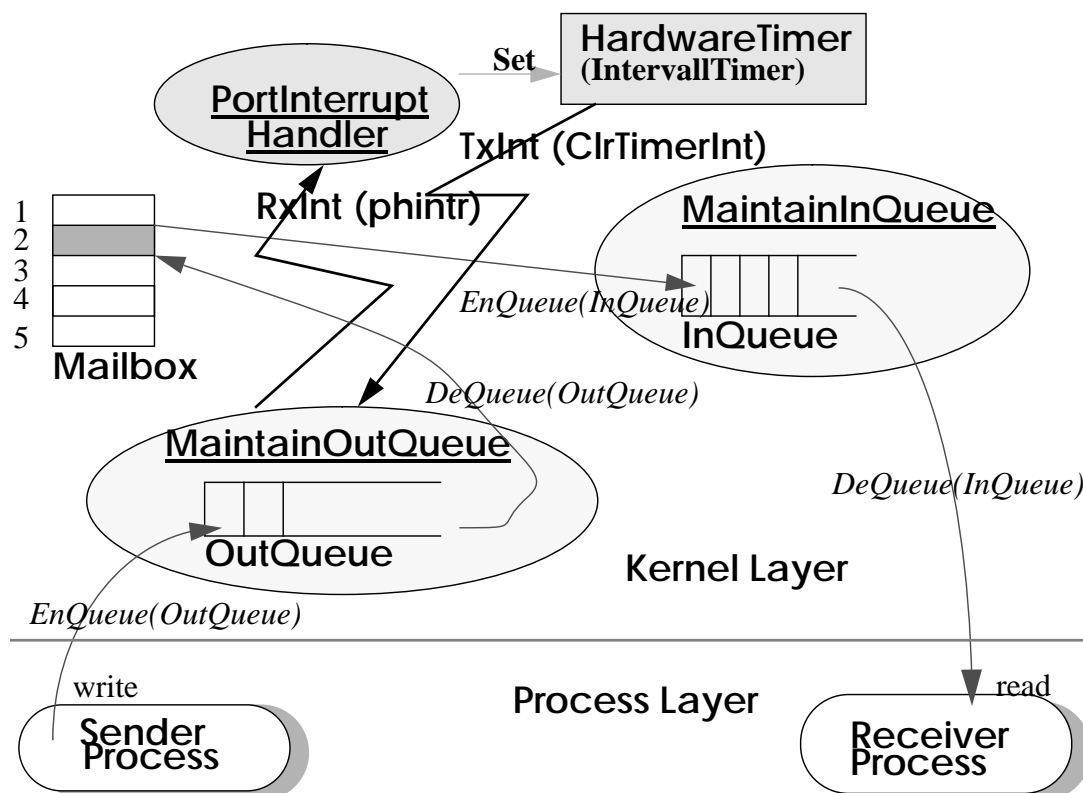 HardwareTimer
Set
(IntervallTimer)
PortInterrupt
Handler
TxInt (ClrTimerInt)
RxInt (phintr)
MaintainInQueue
1
2
3
4
5
EnQueue(InQueue)
InQueue
Mailbox
DeQueue(OutQueue)
MaintainOutQueue
DeQueue(InQueue)
OutQueue
Kernel Layer
EnQueue(OutQueue)
write
Process Layer
read
Sender
Process
Receiver
Process